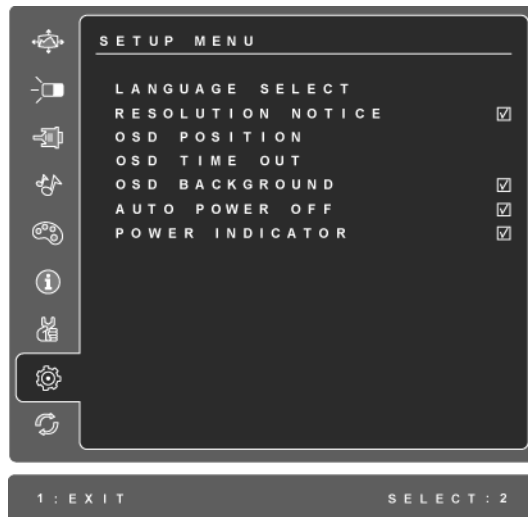 SETUP MENU
LANGUAGE SELECT
RESOLUTION NOTICE
OSD POSITION
OSD TIME OUT
OSD BACKGROUND
AUTO POWER OFF
POWER INDICATOR
1:EXIT SELECT:2